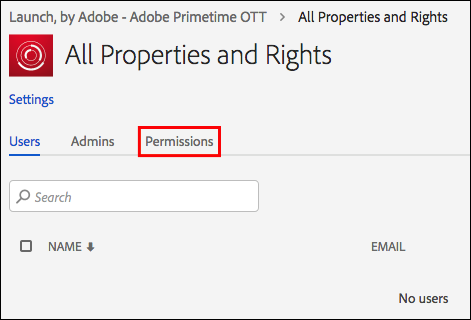 Launch, by Adobe - Adobe Primetime OTT > All Properties and Rights
All Properties and Rights
Settings
Users Admins Permissions
Search
NAME EMAIL
No users